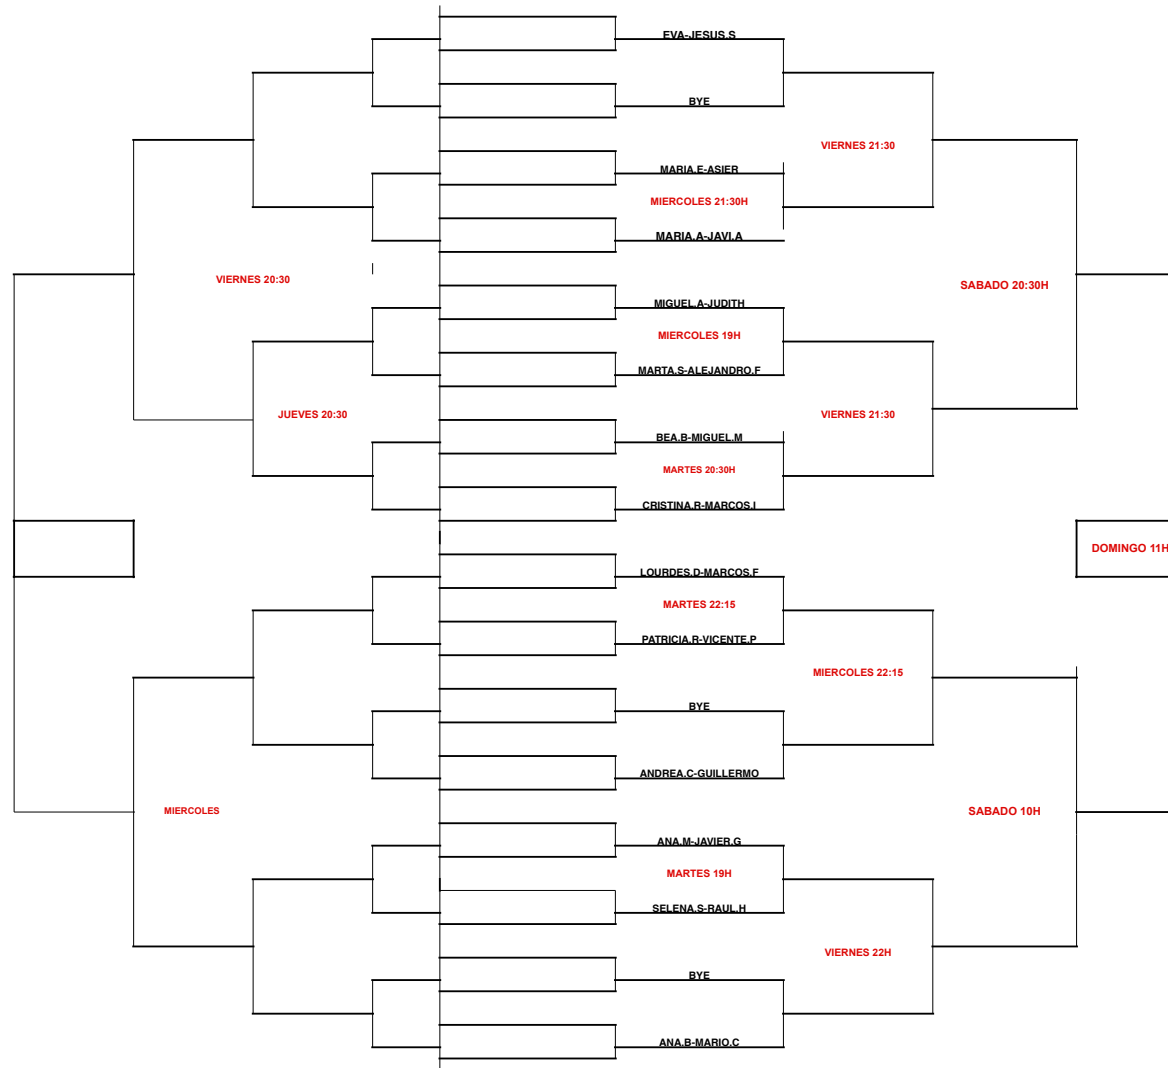 EVA-JESUS.S
BYE
VIERNES 21:30
MARIA.E-ASIER
MIERCOLES 21:30H
MARIA.A-JAVI.A
VIERNES 20:30
SABADO 20:30H
MIGUEL.A-JUDITH
MIERCOLES 19H
MARTA.S-ALEJANDRO.F
JUEVES 20:30
VIERNES 21:30
BEA.B-MIGUEL.M
MARTES 20:30H
CRISTINA.R-MARCOS.I
DOMINGO 11H
LOURDES.D-MARCOS.F
MARTES 22:15
PATRICIA.R-VICENTE.P
MIERCOLES 22:15
BYE
ANDREA.C-GUILLERMO
MIERCOLES
SABADO 10H
ANA.M-JAVIER.G
MARTES 19H
SELENA.S-RAUL.H
VIERNES 22H
BYE
ANA.B-MARIO.C